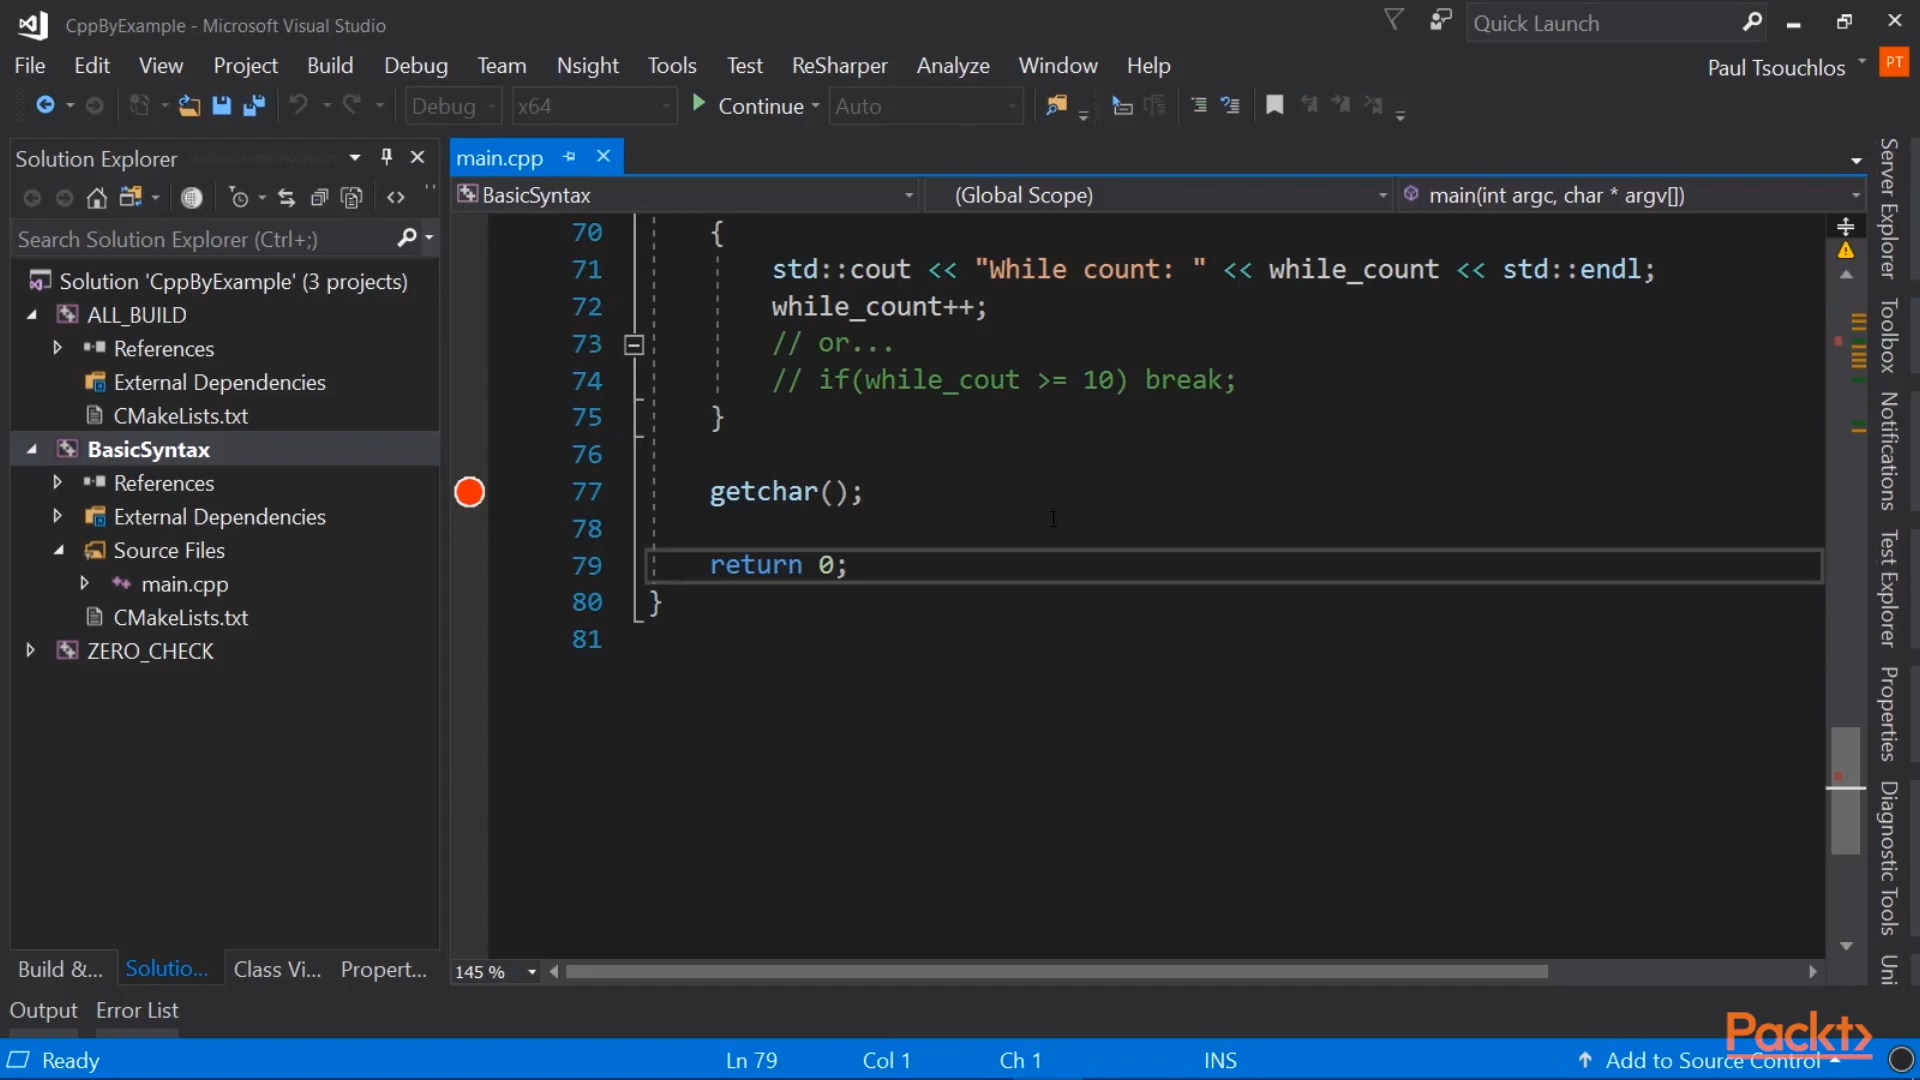 CppByExample - Microsoft Visual Studio
Quick Launch
File Edit View Project Build Debug Team Nsight Tools Test ReSharper Analyze Window Help
Paul Tsouchlos
PT
Debug x64 Continue Auto
Solution Explorer
main.cpp
BasicSyntax (Global Scope) main(int argc, char * argv[])
Search Solution Explorer (Ctrl+;)
Solution 'CppByExample' (3 projects)
ALL_BUILD
References
External Dependencies
CMakeLists.txt
BasicSyntax
References
External Dependencies
Source Files
main.cpp
CMakeLists.txt
ZERO_CHECK
70 {
71 std::cout << "While count: " << while_count << std::endl;
72 while_count++;
73 // or...
74 // if(while_cout >= 10) break;
75 }
76
77 getchar();
78
79 return 0;
80 }
81
Server Explorer
Toolbox
Notifications
Test Explorer
Properties
Diagnostic Tools
Uni
145 %
Build &... Solutio... Class Vi... Propert...
Output Error List
Packt>
Ready Ln 79 Col 1 Ch 1 INS Add to Source Control